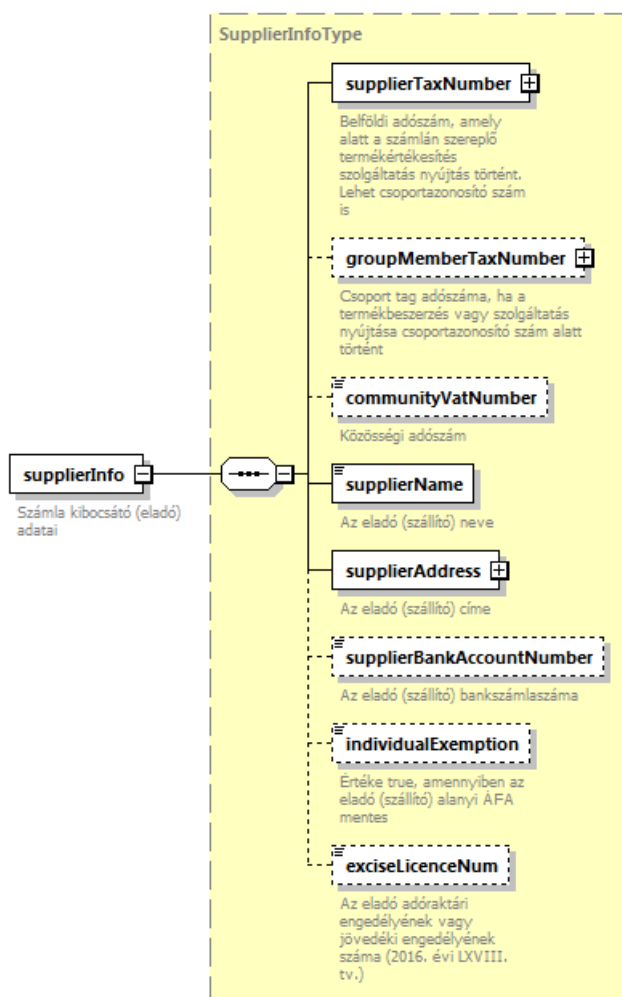 SupplierInfoType
supplierTaxNumber
Belföldi adószám, amely
alatt a számlán szereplő
termékértékesítés
szolgáltatás nyújtás történt.
Lehet csoportazonosító szám
is
groupMemberTaxNumber
Csoport tag adószáma, ha a
termékbeszerzés vagy szolgáltatás
nyújtása csoportazonosító szám alatt
történt
communityVatNumber
Közösségi adószám
supplierInfo
Számla kibocsátó (eladó)
adatai
supplierName
Az eladó (szállító) neve
supplierAddress
Az eladó (szállító) címe
supplierBankAccountNumber
Az eladó (szállító) bankszámlaszáma
individualExemption
Értéke true, amennyiben az
eladó (szállító) alanyi ÁFA
mentes
exciseLicenceNum
Az eladó adóraktári
engedélyének vagy
jövedéki engedélyének
száma (2016. évi LXVIII.
tv.)